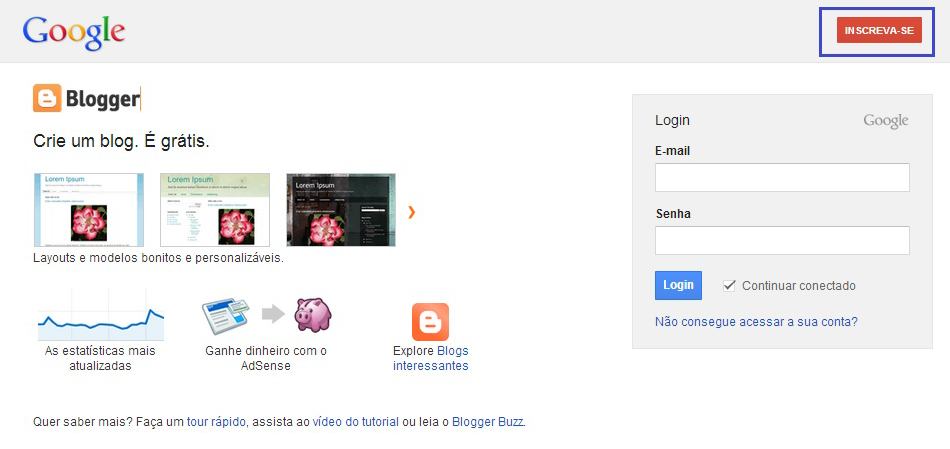 Google
INSCREVA-SE
Blogger
Crie um blog. É grátis.
Lorem Ipsum
Lorem Ipsum
Lorem Ipsum
Layouts e modelos bonitos e personalizáveis.
As estatísticas mais
atualizadas
Ganhe dinheiro com o
AdSense
Explore Blogs
interessantes
Quer saber mais? Faça um tour rápido, assista ao vídeo do tutorial ou leia o Blogger Buzz.
Login Google
E-mail
Senha
Login Continuar conectado
Não consegue acessar a sua conta?